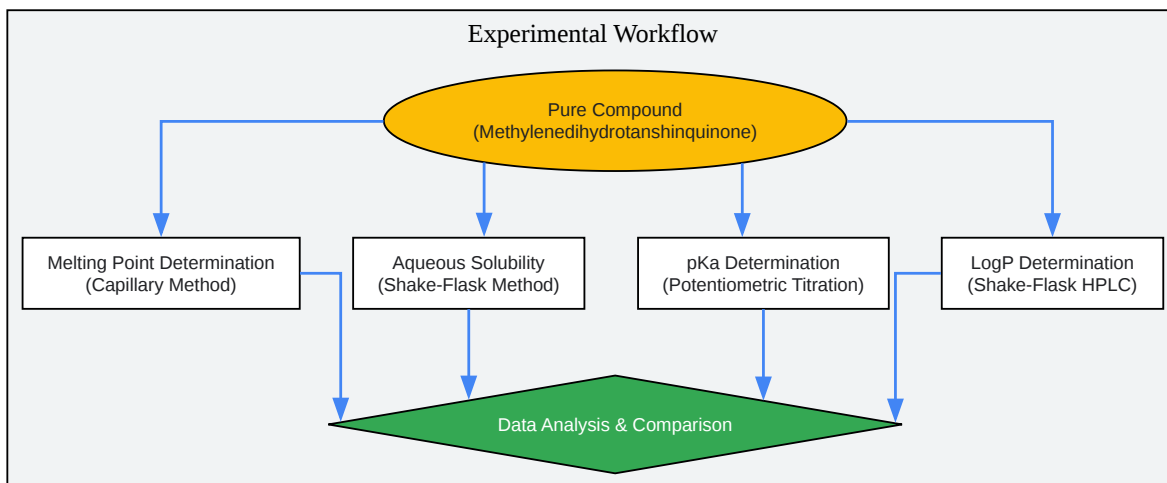 Experimental Workflow
Pure Compound
(Methylenedihydrotanshinquinone)
Melting Point Determination
(Capillary Method)
Aqueous Solubility
(Shake-Flask Method)
pKa Determination
(Potentiometric Titration)
LogP Determination
(Shake-Flask HPLC)
Data Analysis & Comparison